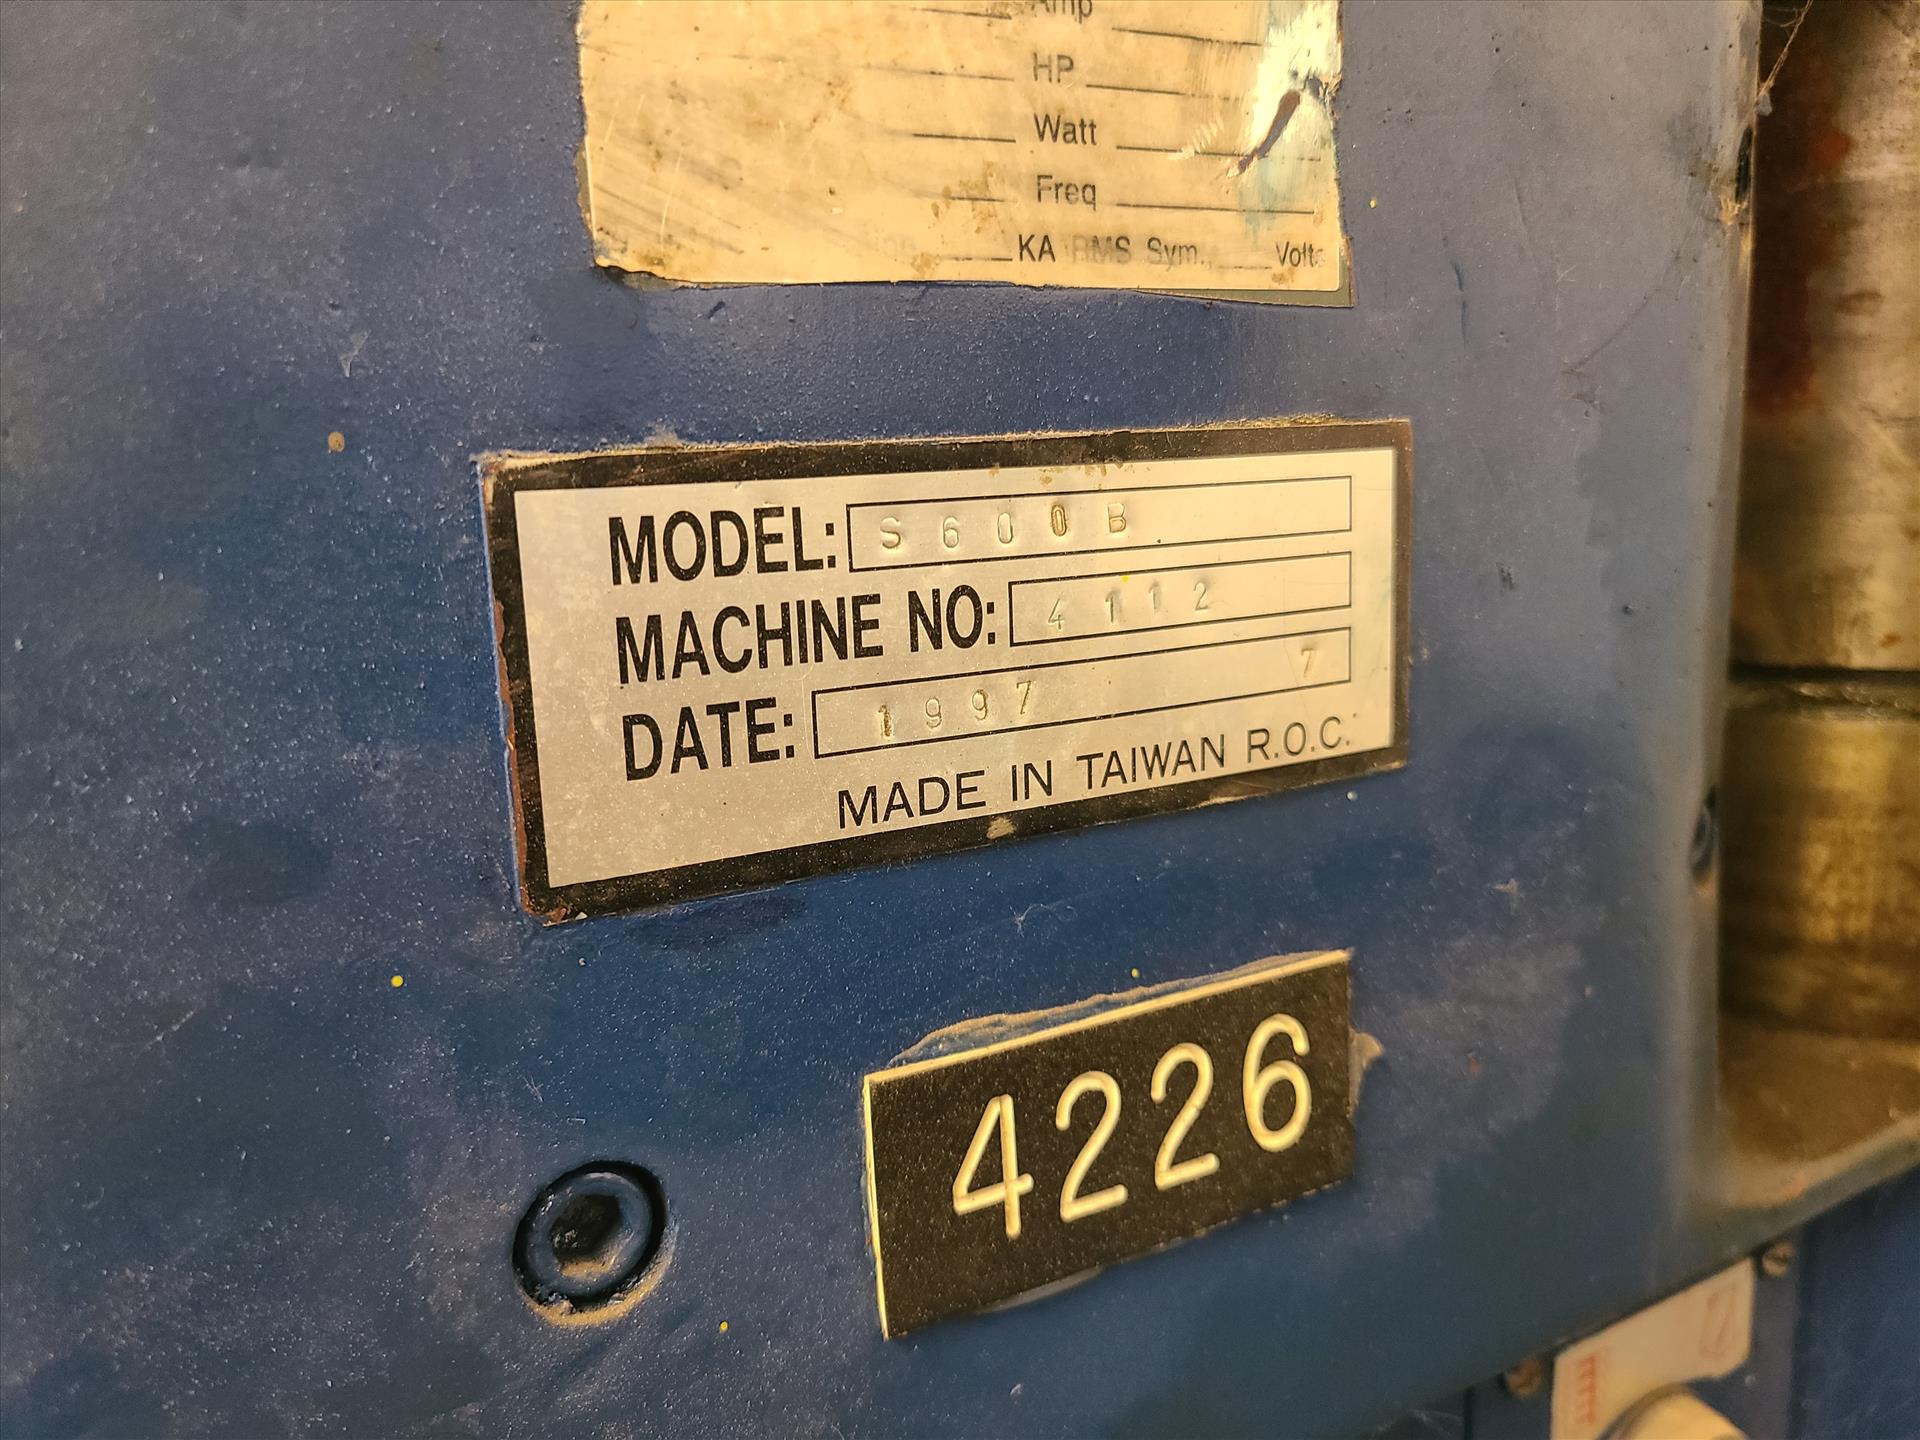 Amp
HP
Watt
Freq
KA RMS Sym., Volts
MODEL: S600B
MACHINE NO: 4112
DATE: 1997 7
MADE IN TAIWAN R.O.C.
4226